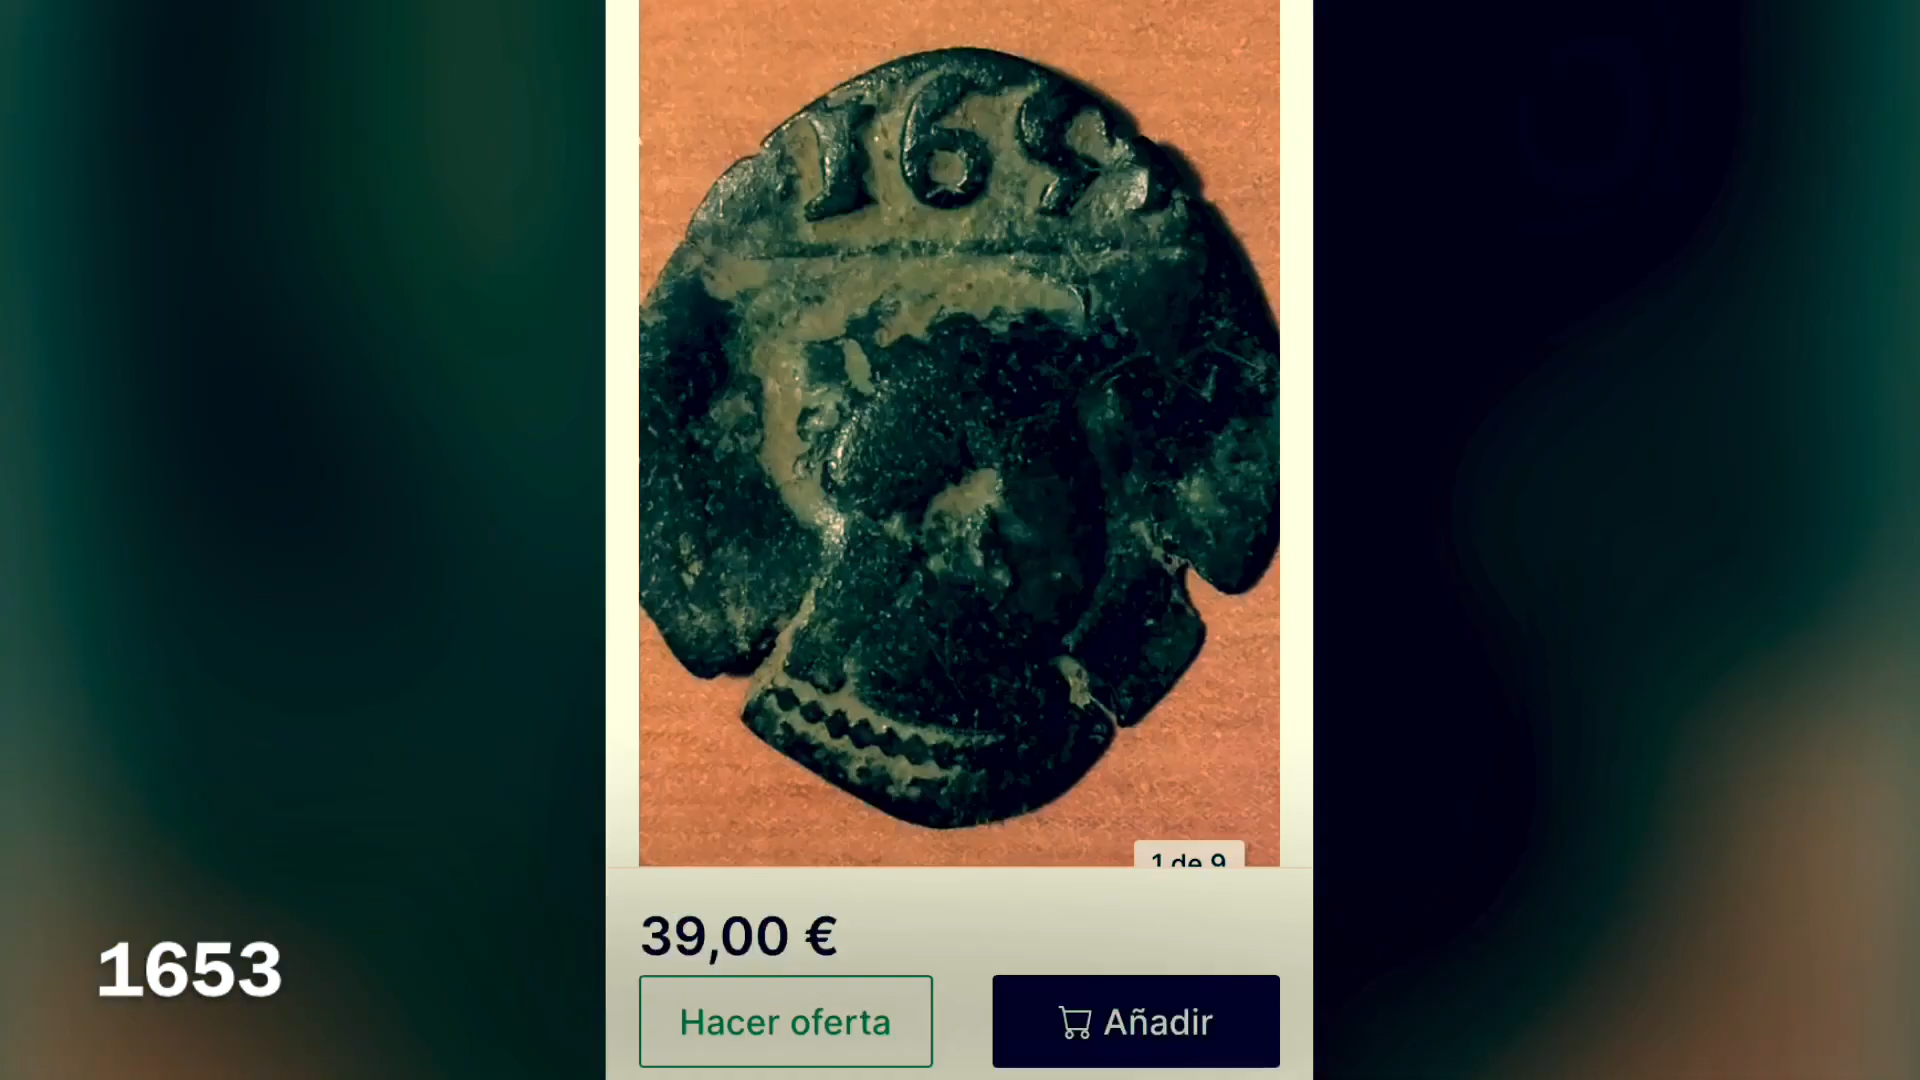 165
1 de 9
39,00 €
1653
Hacer oferta
Añadir